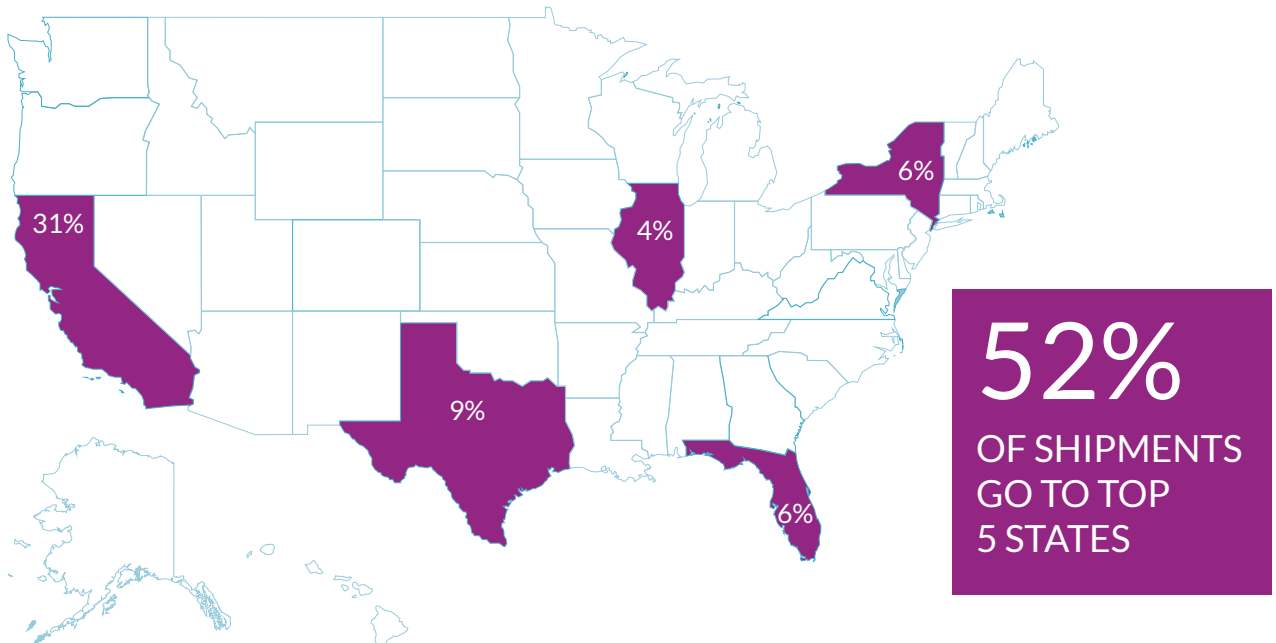 6%
31%
4%
9%
6%
52%
OF SHIPMENTS
GO TO TOP
5 STATES